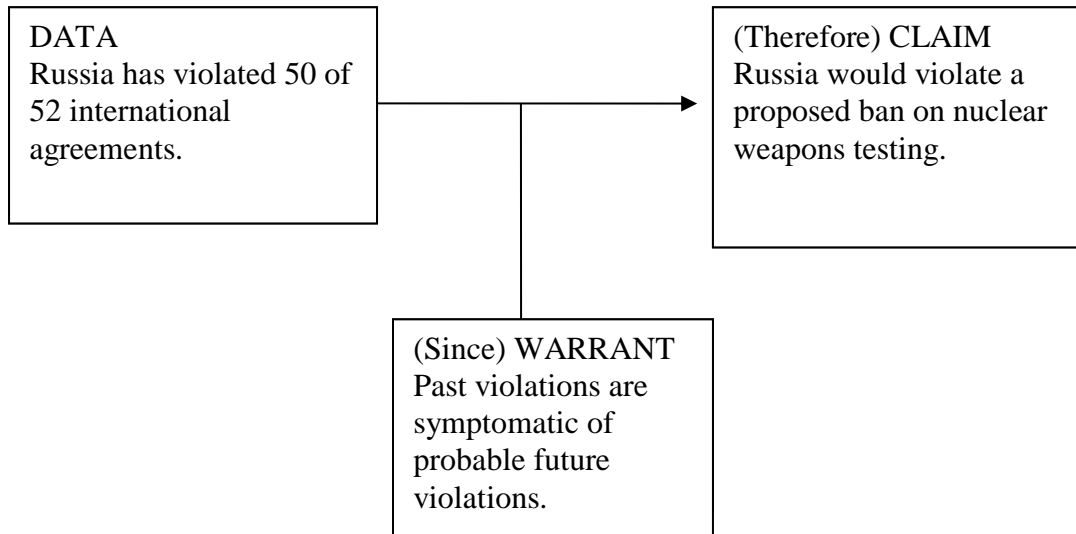 DATA
Russia has violated 50 of
52 international
agreements.
(Therefore) CLAIM
Russia would violate a
proposed ban on nuclear
weapons testing.
(Since) WARRANT
Past violations are
symptomatic of
probable future
violations.